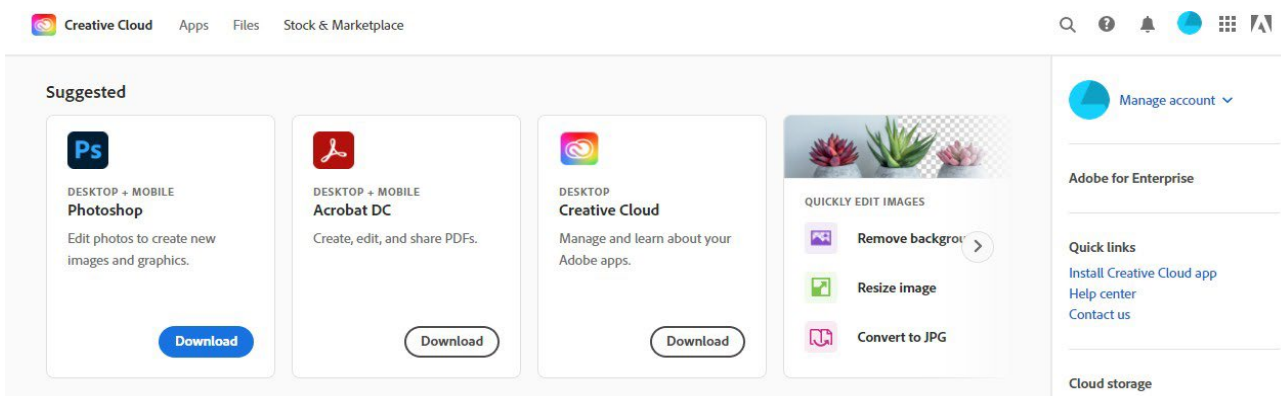 Creative Cloud Apps Files Stock & Marketplace
Suggested
Ps
DESKTOP + MOBILE
Photoshop
Edit photos to create new
images and graphics.
Download
DESKTOP + MOBILE
Acrobat DC
Create, edit, and share PDFs.
Download
DESKTOP
Creative Cloud
Manage and learn about your
Adobe apps.
Download
QUICKLY EDIT IMAGES
Remove backgrou
Resize image
Convert to JPG
Manage account
Adobe for Enterprise
Quick links
Install Creative Cloud app
Help center
Contact us
Cloud storage